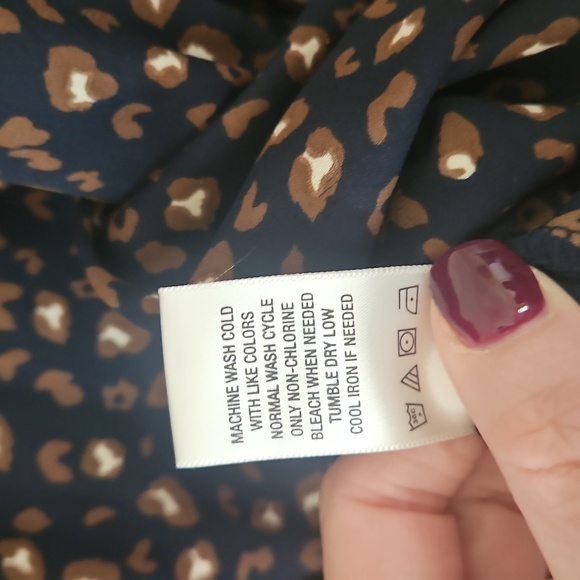 MACHINE WASH COLD
WITH LIKE COLORS
NORMAL WASH CYCLE
ONLY NON-CHLORINE
BLEACH WHEN NEEDED
TUMBLE DRY LOW
COOL IRON IF NEEDED
30C